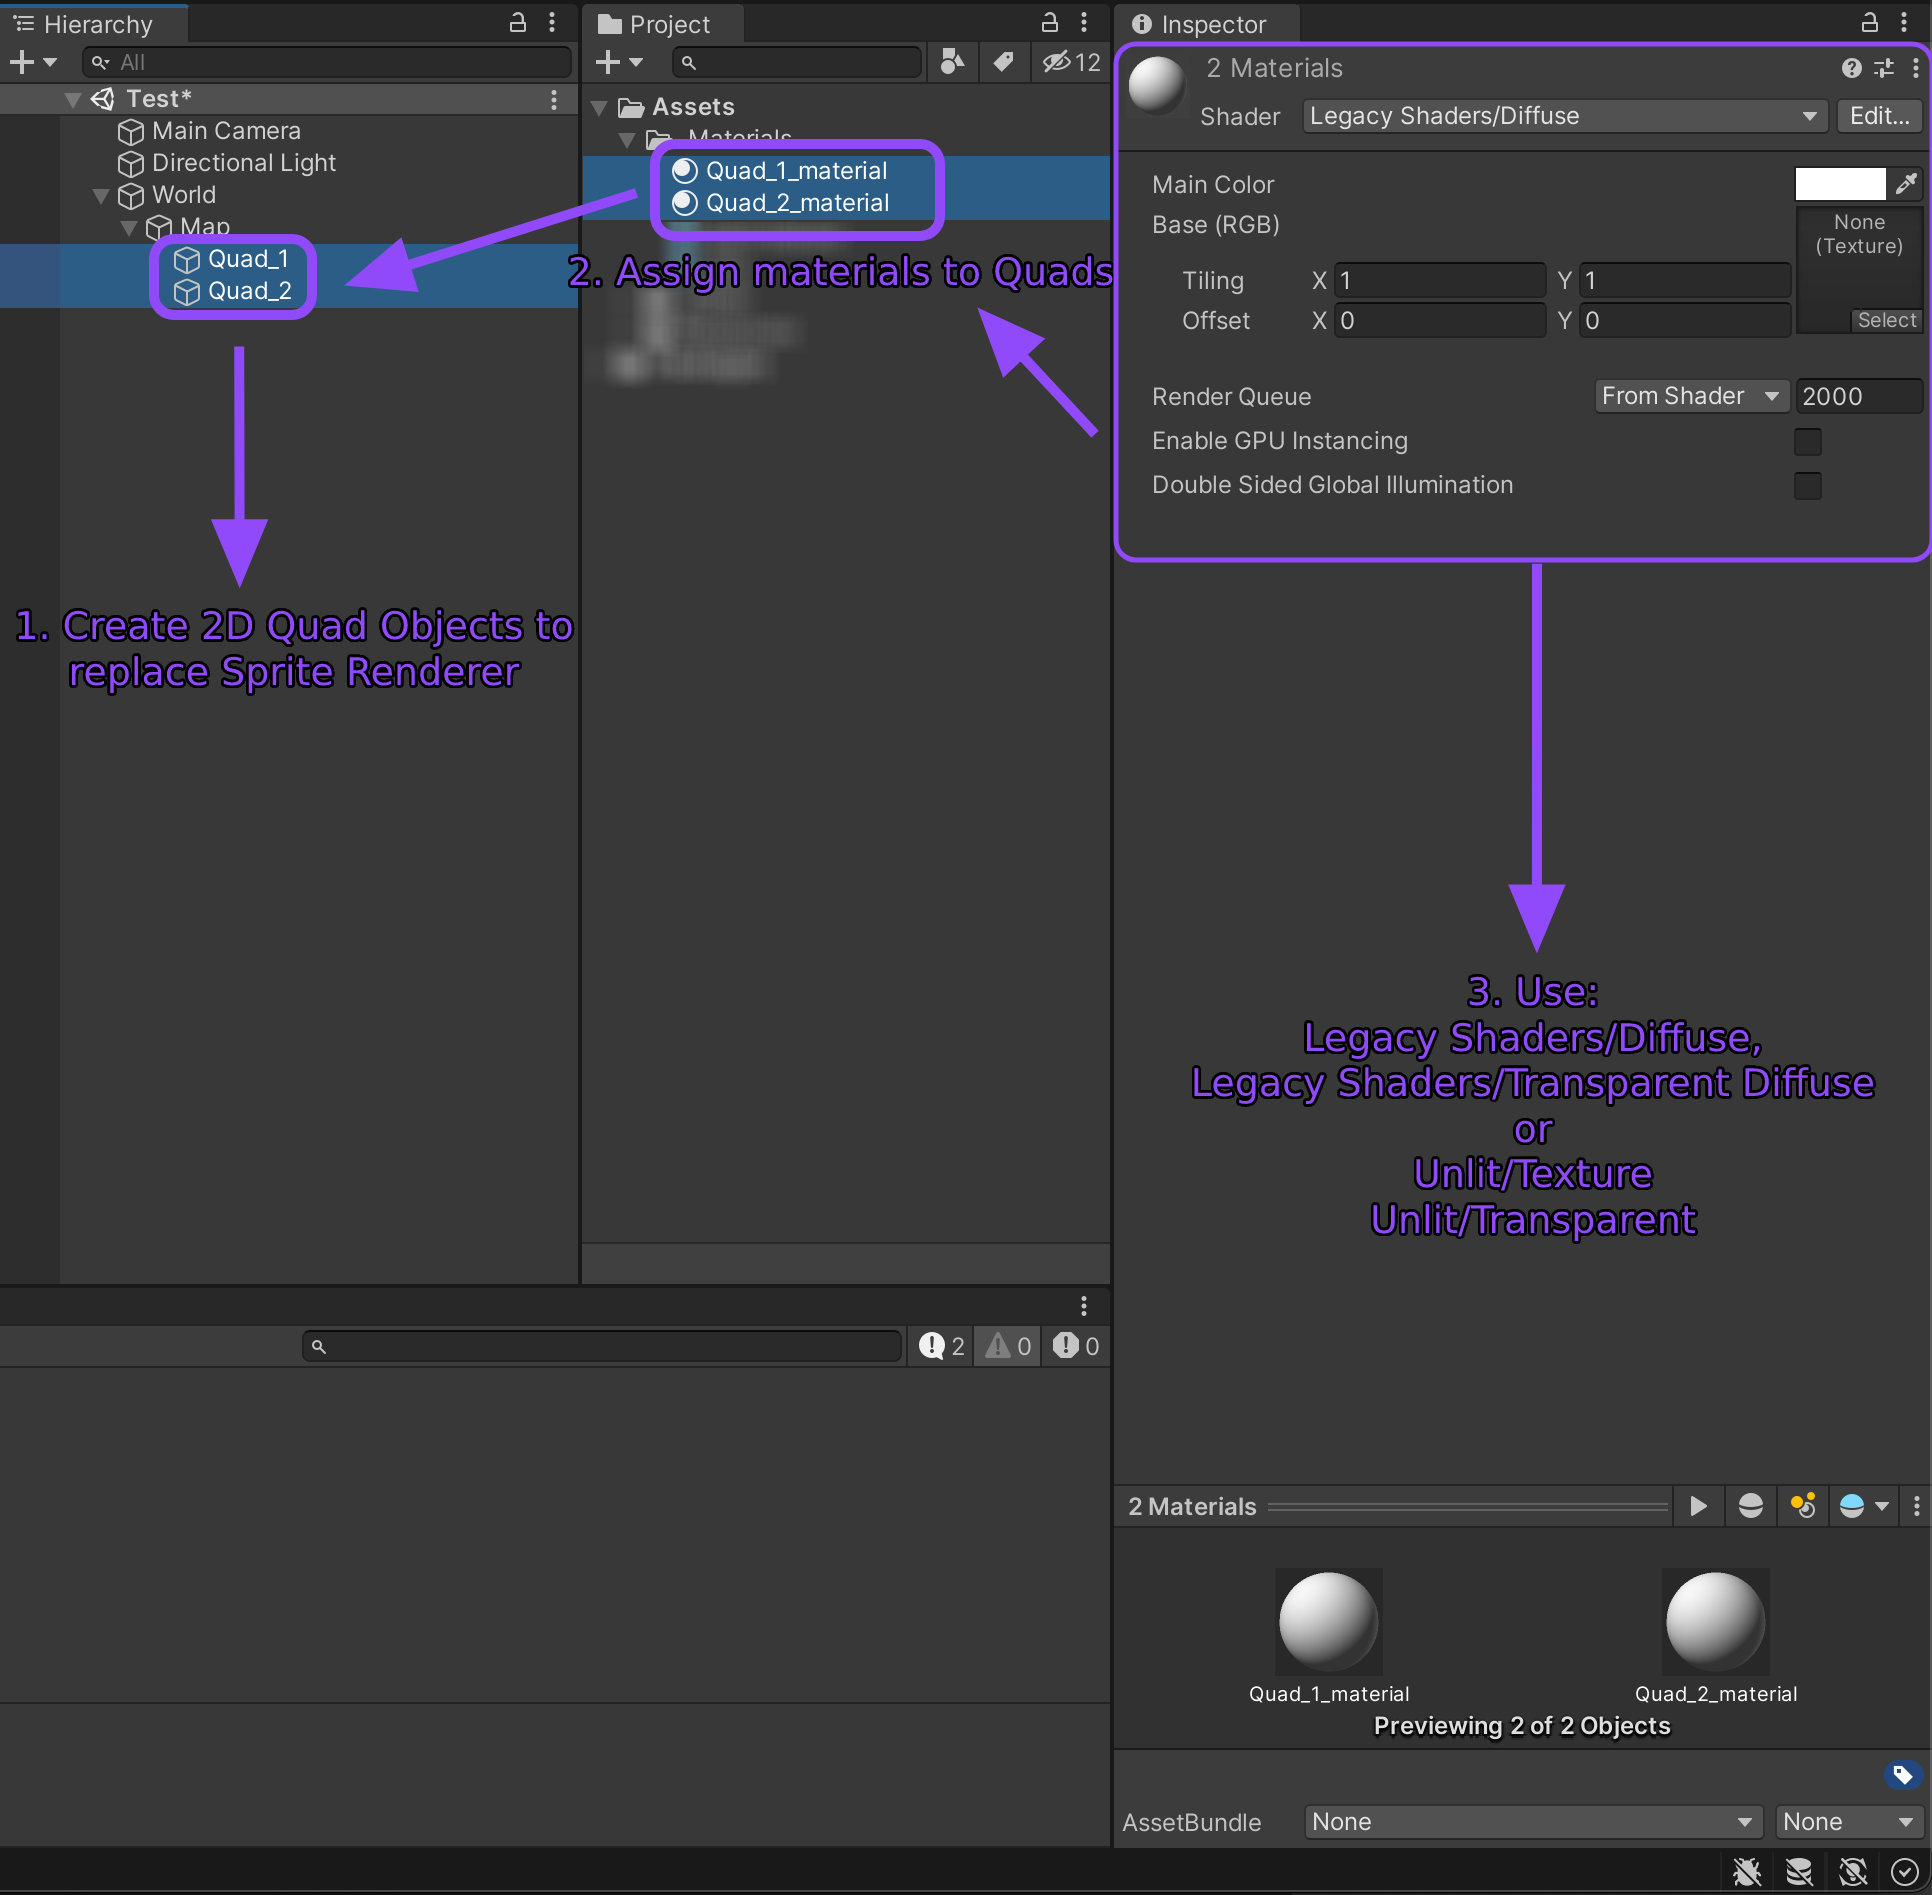 Hierarchy
All
Test*
Main Camera
Directional Light
World
Map
Quad_1
Quad_2
1. Create 2D Quad Objects to
replace Sprite Renderer
Project
12
Assets
Materials
Quad_1_material
Quad_2_material
2. Assign materials to Quads
2
0
0
Inspector
2 Materials
Shader
Legacy Shaders/Diffuse
Edit...
Main Color
Base (RGB)
None
(Texture)
Tiling X 1 Y 1
Offset X 0 Y 0
Select
Render Queue From Shader 2000
Enable GPU Instancing
Double Sided Global Illumination
3. Use:
Legacy Shaders/Diffuse,
Legacy Shaders/Transparent Diffuse
or
Unlit/Texture
Unlit/Transparent
2 Materials
Quad_1_material
Quad_2_material
Previewing 2 of 2 Objects
AssetBundle None None